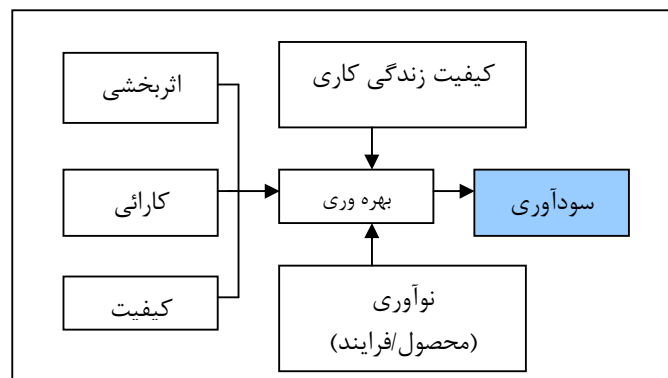 اثربخشی
کیفیت زندگی کاری
کارائی
بهره وری
سودآوری
کیفیت
نوآوری
(محصول/فرایند)